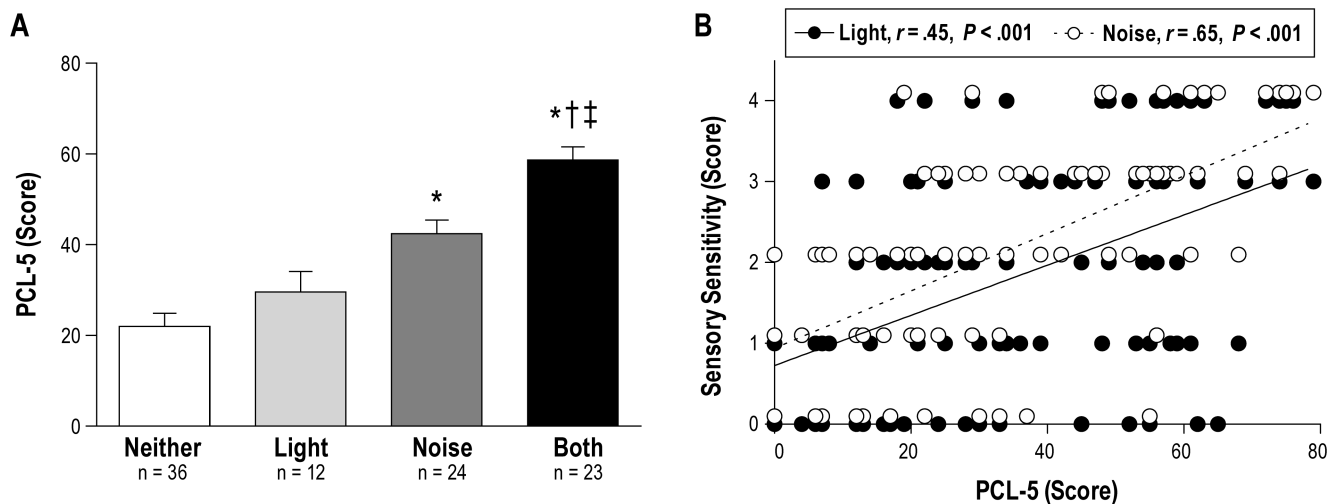 A
PCL-5 (Score)
80
60
40
20
0
*
*†‡
Neither
n = 36
Light
n = 12
Noise
n = 24
Both
n = 23
B
Light, r = .45, P < .001
Noise, r = .65, P < .001
Sensory Sensitivity (Score)
4
3
2
1
0
0
20
40
60
80
PCL-5 (Score)